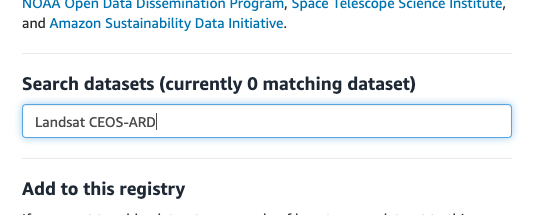 NOAA Open Data Dissemination Program, Space Telescope Science Institute,
and Amazon Sustainability Data Initiative.
Search datasets (currently 0 matching dataset)
Landsat CEOS-ARD
Add to this registry